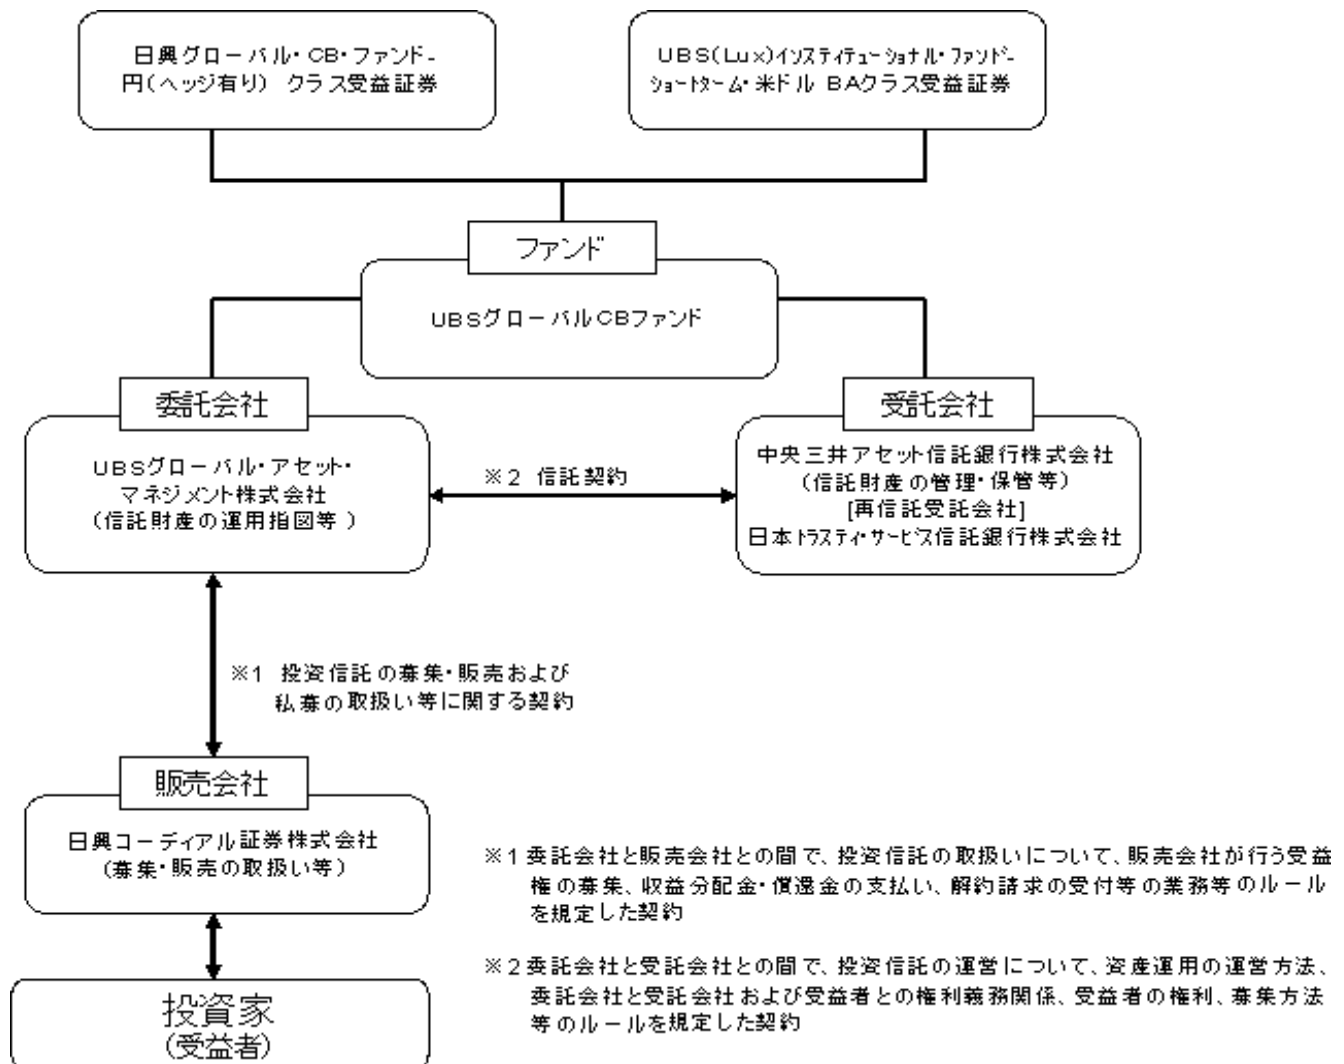 日興グローバル・CB・ファンド-
円(ヘッジ有り) クラス受益証券
UBS(Lux)インスティテューショナル・ファンド-
ショートターム・米ドル BAクラス受益証券
ファンド
UBSグローバルCBファンド
委託会社
UBSグローバル・アセット・
マネジメント株式会社
(信託財産の運用指図等)
※2 信託契約
受託会社
中央三井アセット信託銀行株式会社
(信託財産の管理・保管等)
[再信託受託会社]
日本トラスティ・サービス信託銀行株式会社
※1 投資信託の募集・販売および
私募の取扱い等に関する契約
販売会社
日興コーディアル証券株式会社
(募集・販売の取扱い等)
投資家
(受益者)
※1委託会社と販売会社との間で、投資信託の取扱いについて、販売会社が行う受益
権の募集、収益分配金・償還金の支払い、解約請求の受付等の業務等のルール
を規定した契約
※2委託会社と受託会社との間で、投資信託の運営について、資産運用の運営方法、
委託会社と受託会社および受益者との権利義務関係、受益者の権利、募集方法
等のルールを規定した契約